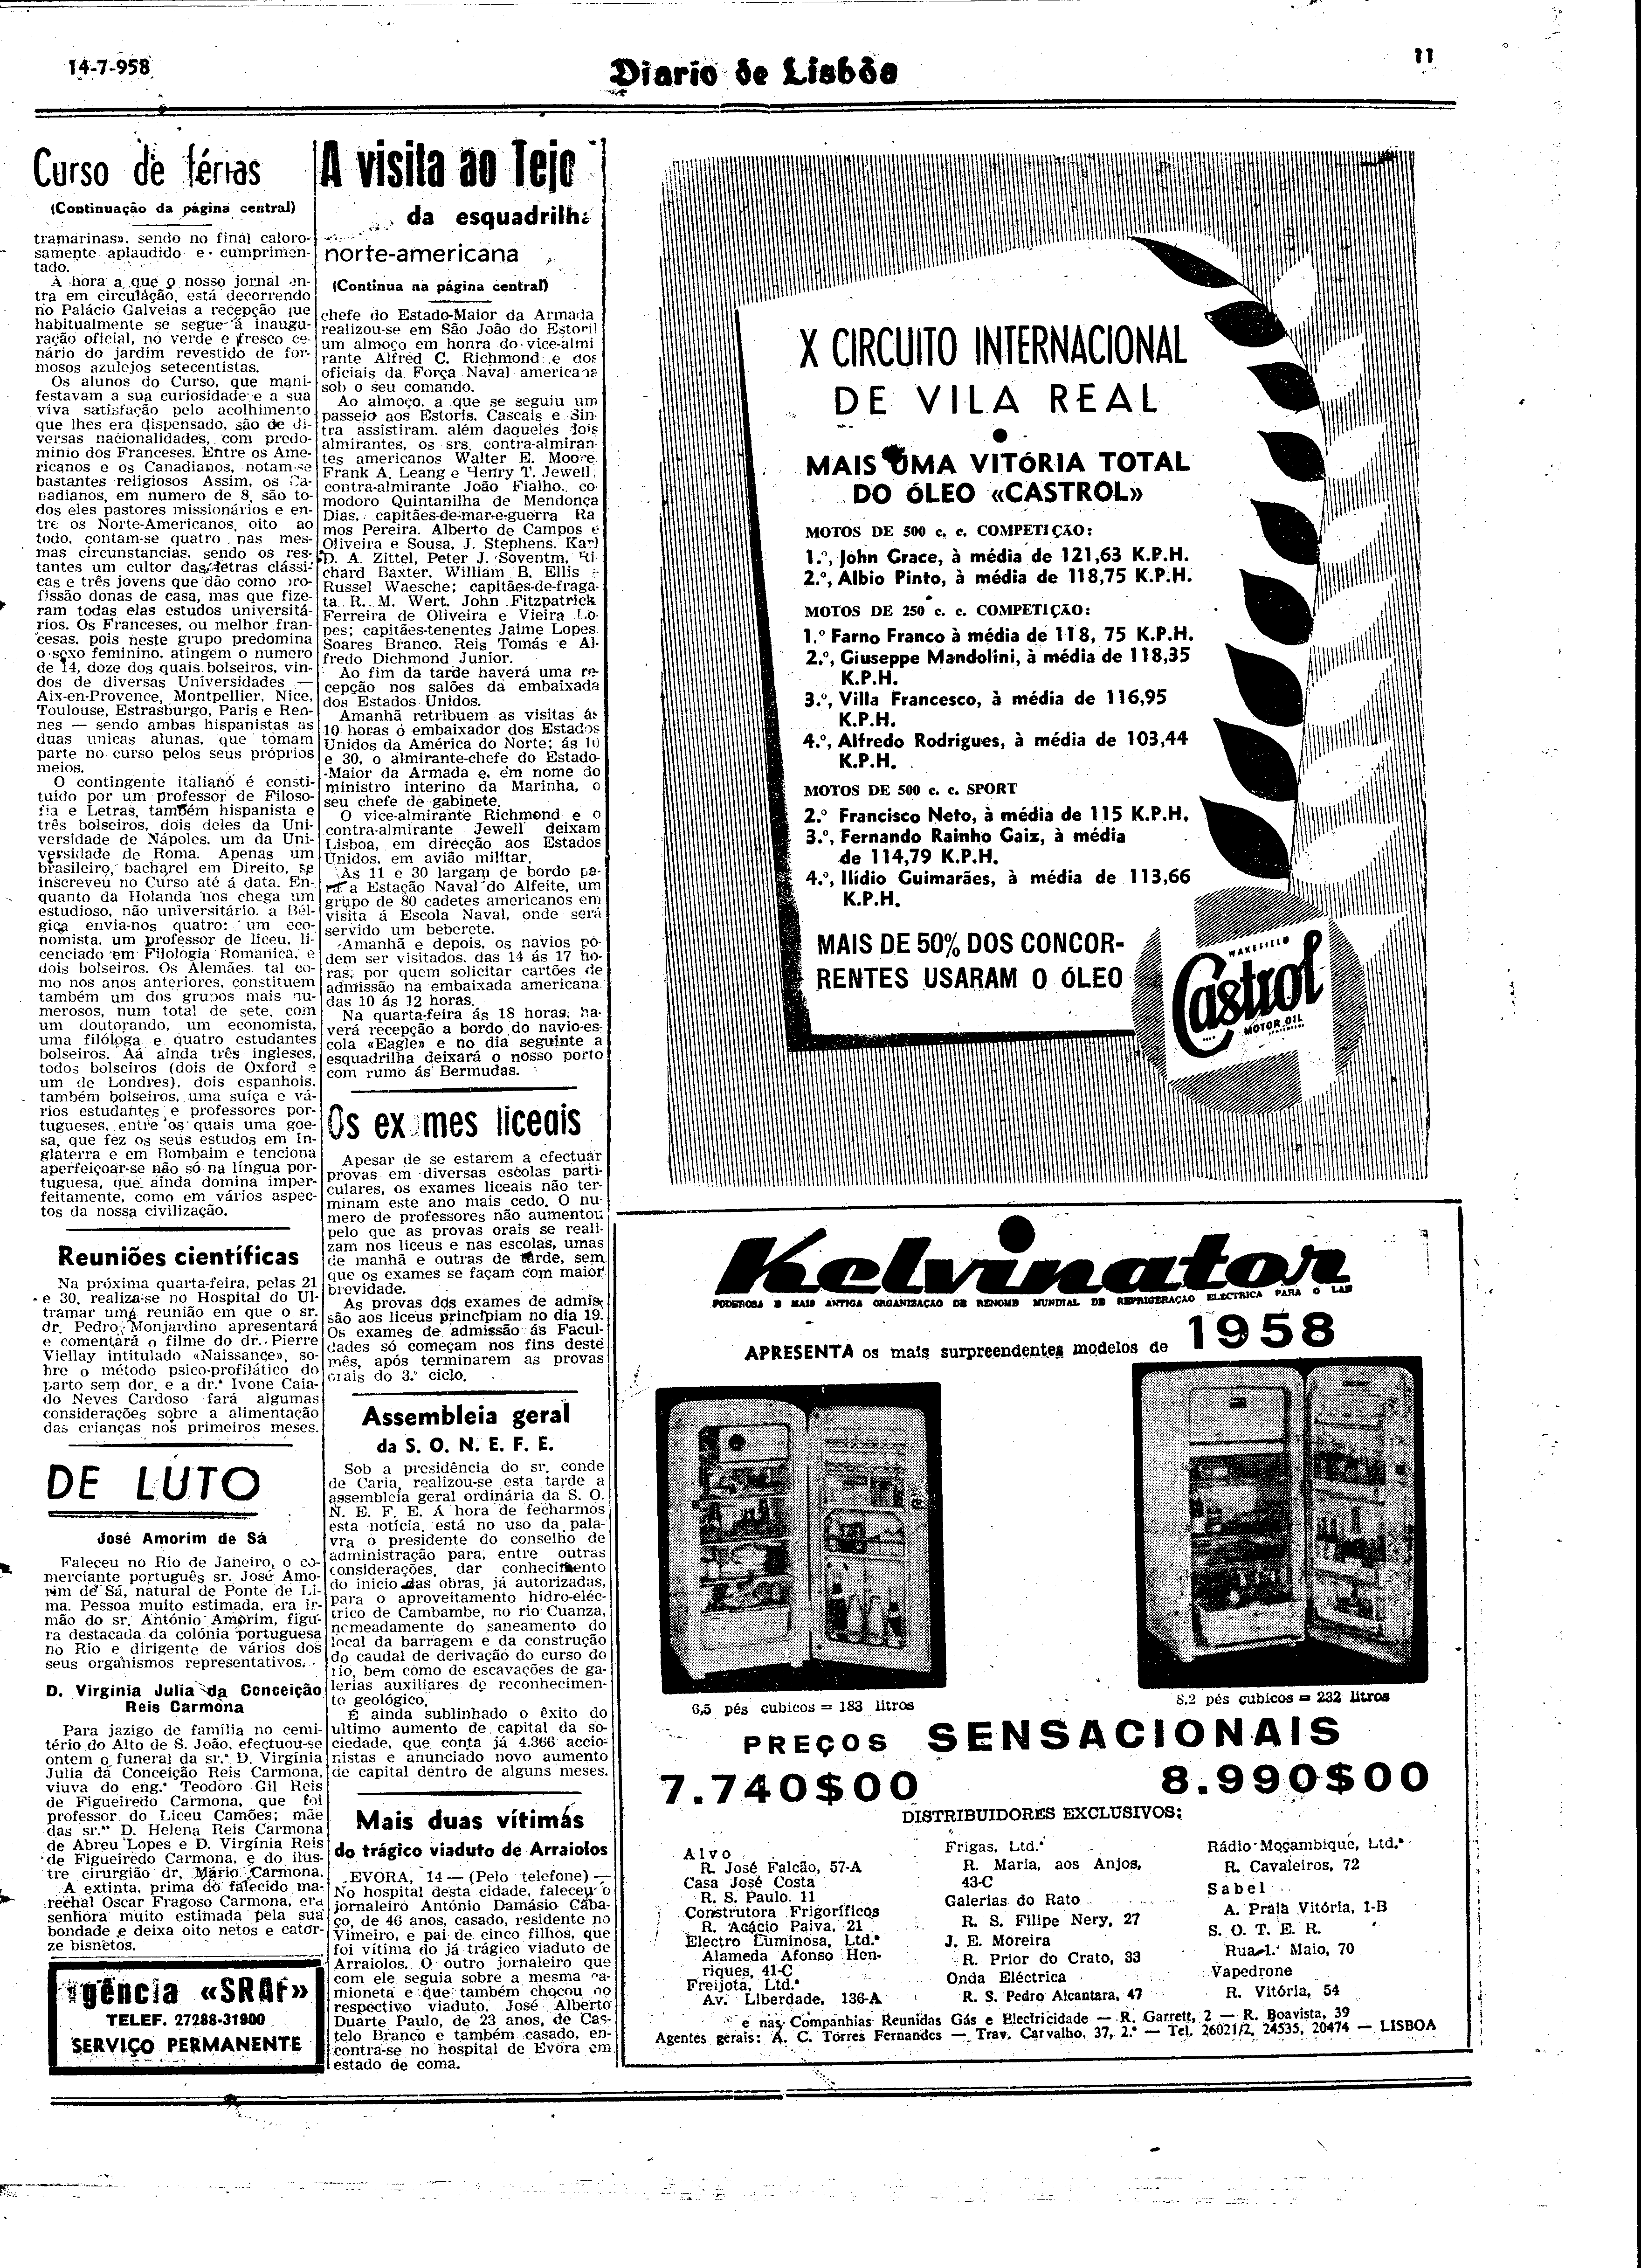 14-7-958
Diario de Lisbôa
11
Curso de férias
(Continuação da página central)
tramarinas», sendo no final caloro-
samente aplaudido e cumprimen-
tado.
À hora a que o nosso jornal en-
tra em circulação, está decorrendo
no Palácio Galveias a recepção que
habitualmente se segue á inaugu-
ração oficial, no verde e fresco ce-
nário do jardim revestido de for-
mosos azulejos setecentistas.
Os alunos do Curso, que mani-
festavam a sua curiosidade e a sua
viva satisfação pelo acolhimento
que lhes era dispensado, são de di-
versas nacionalidades, com predo-
mínio dos Franceses. Entre os Ame-
ricanos e os Canadianos, notam-se
bastantes religiosos Assim, os Ca-
nadianos, em numero de 8, são to-
dos eles pastores missionários e en-
tre os Norte-Americanos, oito ao
todo, contam-se quatro nas mes-
mas circunstancias, sendo os res-
tantes um cultor das letras clássi-
cas e três jovens que dão como pro-
fissão donas de casa, mas que fize-
ram todas elas estudos universitá-
rios. Os Franceses, ou melhor fran-
cesas, pois neste grupo predomina
o sexo feminino, atingem o numero
de 14, doze dos quais bolseiros, vin-
dos de diversas Universidades —
Aix-en-Provence, Montpellier, Nice,
Toulouse, Estrasburgo, Paris e Ren-
nes — sendo ambas hispanistas as
duas unicas alunas, que tomam
parte no curso pelos seus próprios
meios.
O contingente italiano é consti-
tuído por um professor de Filoso-
fia e Letras, também hispanista e
três bolseiros, dois deles da Uni-
versidade de Nápoles, um da Uni-
versidade de Roma. Apenas um
brasileiro, bacharel em Direito, se
inscreveu no Curso até á data. En-
quanto da Holanda nos chega um
estudioso, não universitário, a Bél-
gica envia-nos quatro: um eco-
nomista, um professor de liceu, li-
cenciado em Filologia Romanica, e
dois bolseiros. Os Alemães, tal co-
mo nos anos anteriores, constituem
também um dos grupos mais nu-
merosos, num total de sete, com
um doutorando, um economista,
uma filóloga e quatro estudantes
bolseiros. Aá ainda três ingleses,
todos bolseiros (dois de Oxford e
um de Londres), dois espanhois,
também bolseiros, uma suíça e vá-
rios estudantes e professores por-
tugueses, entre os quais uma goe-
sa, que fez os seus estudos em In-
glaterra e em Bombaim e tenciona
aperfeiçoar-se não só na língua por-
tuguesa, que ainda domina imper-
feitamente, como em vários aspec-
tos da nossa civilização.
Reuniões científicas
Na próxima quarta-feira, pelas 21
e 30, realiza-se no Hospital do Ul-
tramar uma reunião em que o sr.
dr. Pedro Monjardino apresentará
e comentará o filme do dr. Pierre
Viellay intitulado «Naissance», so-
bre o método psico-profilático do
parto sem dor, e a dr.ª Ivone Caia-
do Neves Cardoso fará algumas
considerações sobre a alimentação
das crianças nos primeiros meses.
DE LUTO
José Amorim de Sá
Faleceu no Rio de Janeiro, o co-
merciante português sr. José Amo-
rim de Sá, natural de Ponte de Li-
ma. Pessoa muito estimada, era ir-
mão do sr. António Amorim, figu-
ra destacada da colónia portuguesa
no Rio e dirigente de vários dos
seus organismos representativos.
D. Virgínia Julia da Conceição
Reis Carmona
Para jazigo de família no cemi-
tério do Alto de S. João, efectuou-se
ontem o funeral da sr.ª D. Virgínia
Julia da Conceição Reis Carmona,
viuva do eng.º Teodoro Gil Reis
de Figueiredo Carmona, que foi
professor do Liceu Camões; mãe
das sr.ªˢ D. Helena Reis Carmona
de Abreu Lopes e D. Virgínia Reis
de Figueiredo Carmona, e do ilus-
tre cirurgião dr. Mário Carmona.
A extinta, prima do falecido ma-
rechal Oscar Fragoso Carmona, era
senhora muito estimada pela sua
bondade e deixa oito netos e cator-
ze bisnetos.
TELEF. 27288-31900
SERVIÇO PERMANENTE
A visita ao Tejo
da esquadrilha
norte-americana
(Continua na página central)
chefe do Estado-Maior da Armada
realizou-se em São João do Estoril
um almoço em honra do vice-almi
rante Alfred C. Richmond e dos
oficiais da Força Naval americana
sob o seu comando.
Ao almoço, a que se seguiu um
passeio aos Estoris, Cascais e Sin-
tra assistiram, além daqueles dois
almirantes, os srs. contra-almiran
tes americanos Walter E. Moore,
Frank A. Leang e Henry T. Jewell;
contra-almirante João Fialho, co-
modoro Quintanilha de Mendonça
Dias, capitães-de-mar-e-guerra Ra
mos Pereira, Alberto de Campos e
Oliveira e Sousa, J. Stephens, Karl
D. A. Zittel, Peter J. Soventm, Ri
chard Baxter, William B. Ellis e
Russel Waesche; capitães-de-fraga-
ta R. M. Wert, John Fitzpatrick
Ferreira de Oliveira e Vieira Lo-
pes; capitães-tenentes Jaime Lopes,
Soares Branco, Reis Tomás e Al-
fredo Dichmond Junior.
Ao fim da tarde haverá uma re-
cepção nos salões da embaixada
dos Estados Unidos.
Amanhã retribuem as visitas ás
10 horas o embaixador dos Estados
Unidos da América do Norte; ás 10
e 30, o almirante-chefe do Estado-
-Maior da Armada e, em nome do
ministro interino da Marinha, o
seu chefe de gabinete.
O vice-almirante Richmond e o
contra-almirante Jewell deixam
Lisboa, em direcção aos Estados
Unidos, em avião militar.
Às 11 e 30 largam de bordo pa-
ra a Estação Naval do Alfeite, um
grupo de 80 cadetes americanos em
visita á Escola Naval, onde será
servido um beberete.
Amanhã e depois, os navios po-
dem ser visitados, das 14 ás 17 ho-
ras, por quem solicitar cartões de
admissão na embaixada americana
das 10 ás 12 horas.
Na quarta-feira ás 18 horas, ha-
verá recepção a bordo do navio-es-
cola «Eagle» e no dia seguinte a
esquadrilha deixará o nosso porto
com rumo ás Bermudas.
Os exames liceais
Apesar de se estarem a efectuar
provas em diversas escolas parti-
culares, os exames liceais não ter-
minam este ano mais cedo. O nu-
mero de professores não aumentou
pelo que as provas orais se reali-
zam nos liceus e nas escolas, umas
de manhã e outras de tarde, sem
que os exames se façam com maior
brevidade.
As provas dos exames de admis-
são aos liceus principiam no dia 19.
Os exames de admissão ás Facul-
dades só começam nos fins deste
mês, após terminarem as provas
orais do 3.º ciclo.
Assembleia geral
da S. O. N. E. F. E.
Sob a presidência do sr. conde
de Caria, realizou-se esta tarde a
assembleia geral ordinária da S. O.
N. E. F. E. À hora de fecharmos
esta notícia, está no uso da pala-
vra o presidente do conselho de
administração para, entre outras
considerações, dar conhecimento
do inicio das obras, já autorizadas,
para o aproveitamento hidro-eléc-
trico de Cambambe, no rio Cuanza,
nomeadamente do saneamento do
local da barragem e da construção
do caudal de derivação do curso do
rio, bem como de escavações de ga-
lerias auxiliares de reconhecimen-
to geológico.
É ainda sublinhado o êxito do
ultimo aumento de capital da so-
ciedade, que conta já 4.366 accio-
nistas e anunciado novo aumento
de capital dentro de alguns meses.
Mais duas vítimas
do trágico viaduto de Arraiolos
EVORA, 14 — (Pelo telefone) —
No hospital desta cidade, faleceu o
jornaleiro António Damásio Caba-
ço, de 46 anos, casado, residente no
Vimeiro, e pai de cinco filhos, que
foi vítima do já trágico viaduto de
Arraiolos. O outro jornaleiro que
com ele seguia sobre a mesma ca-
mioneta e que também chocou no
respectivo viaduto, José Alberto
Duarte Paulo, de 23 anos, de Cas-
telo Branco e também casado, en-
contra-se no hospital de Evora em
estado de coma.
X CIRCUITO INTERNACIONAL
DE VILA REAL
MAIS UMA VITÓRIA TOTAL
DO ÓLEO «CASTROL»
MOTOS DE 500 c. c. COMPETIÇÃO:
1.º, John Grace, à média de 121,63 K.P.H.
2.º, Albio Pinto, à média de 118,75 K.P.H.
MOTOS DE 250 c. c. COMPETIÇÃO:
1.º Farno Franco à média de 118, 75 K.P.H.
2.º, Giuseppe Mandolini, à média de 118,35
K.P.H.
3.º, Villa Francesco, à média de 116,95
K.P.H.
4.º, Alfredo Rodrigues, à média de 103,44
K.P.H.
MOTOS DE 500 c. c. SPORT
2.º Francisco Neto, à média de 115 K.P.H.
3.º, Fernando Rainho Gaiz, à média
de 114,79 K.P.H.
4.º, Ilídio Guimarães, à média de 113,66
K.P.H.
MAIS DE 50% DOS CONCOR-
RENTES USARAM O ÓLEO
WAKEFIELD
Castrol
MOTOR OIL
Kelvinator
PODEROSA E MAIS ANTIGA ORGANIZAÇÃO DE RENOME MUNDIAL DE REFRIGERAÇÃO ELECTRICA PARA O LAR
APRESENTA os mais surpreendentes modelos de 1958
6,5 pés cubicos = 183 litros
8,2 pés cubicos = 232 litros
PREÇOS SENSACIONAIS
7.740$00
8.990$00
DISTRIBUIDORES EXCLUSIVOS:
Alvo
R. José Falcão, 57-A
Casa José Costa
R. S. Paulo, 11
Construtora Frigoríficos
R. Acácio Paiva, 21
Electro Luminosa, Ltd.ª
Alameda Afonso Hen-
riques, 41-C
Freijota, Ltd.ª
Av. Liberdade, 136-A
Frigas, Ltd.ª
R. Maria, aos Anjos,
43-C
Galerias do Rato
R. S. Filipe Nery, 27
J. E. Moreira
R. Prior do Crato, 33
Onda Eléctrica
R. S. Pedro Alcantara, 47
Rádio-Moçambique, Ltd.ª
R. Cavaleiros, 72
Sabel
A. Praia Vitória, 1-B
S. O. T. E. R.
Rua 1.º Maio, 70
Vapedrone
R. Vitória, 54
e nas Companhias Reunidas Gás e Electricidade — R. Garrett, 2 — R. Boavista, 39
Agentes gerais: A. C. Torres Fernandes — Trav. Carvalho, 37, 2.º — Tel. 26021/2, 24535, 20474 — LISBOA